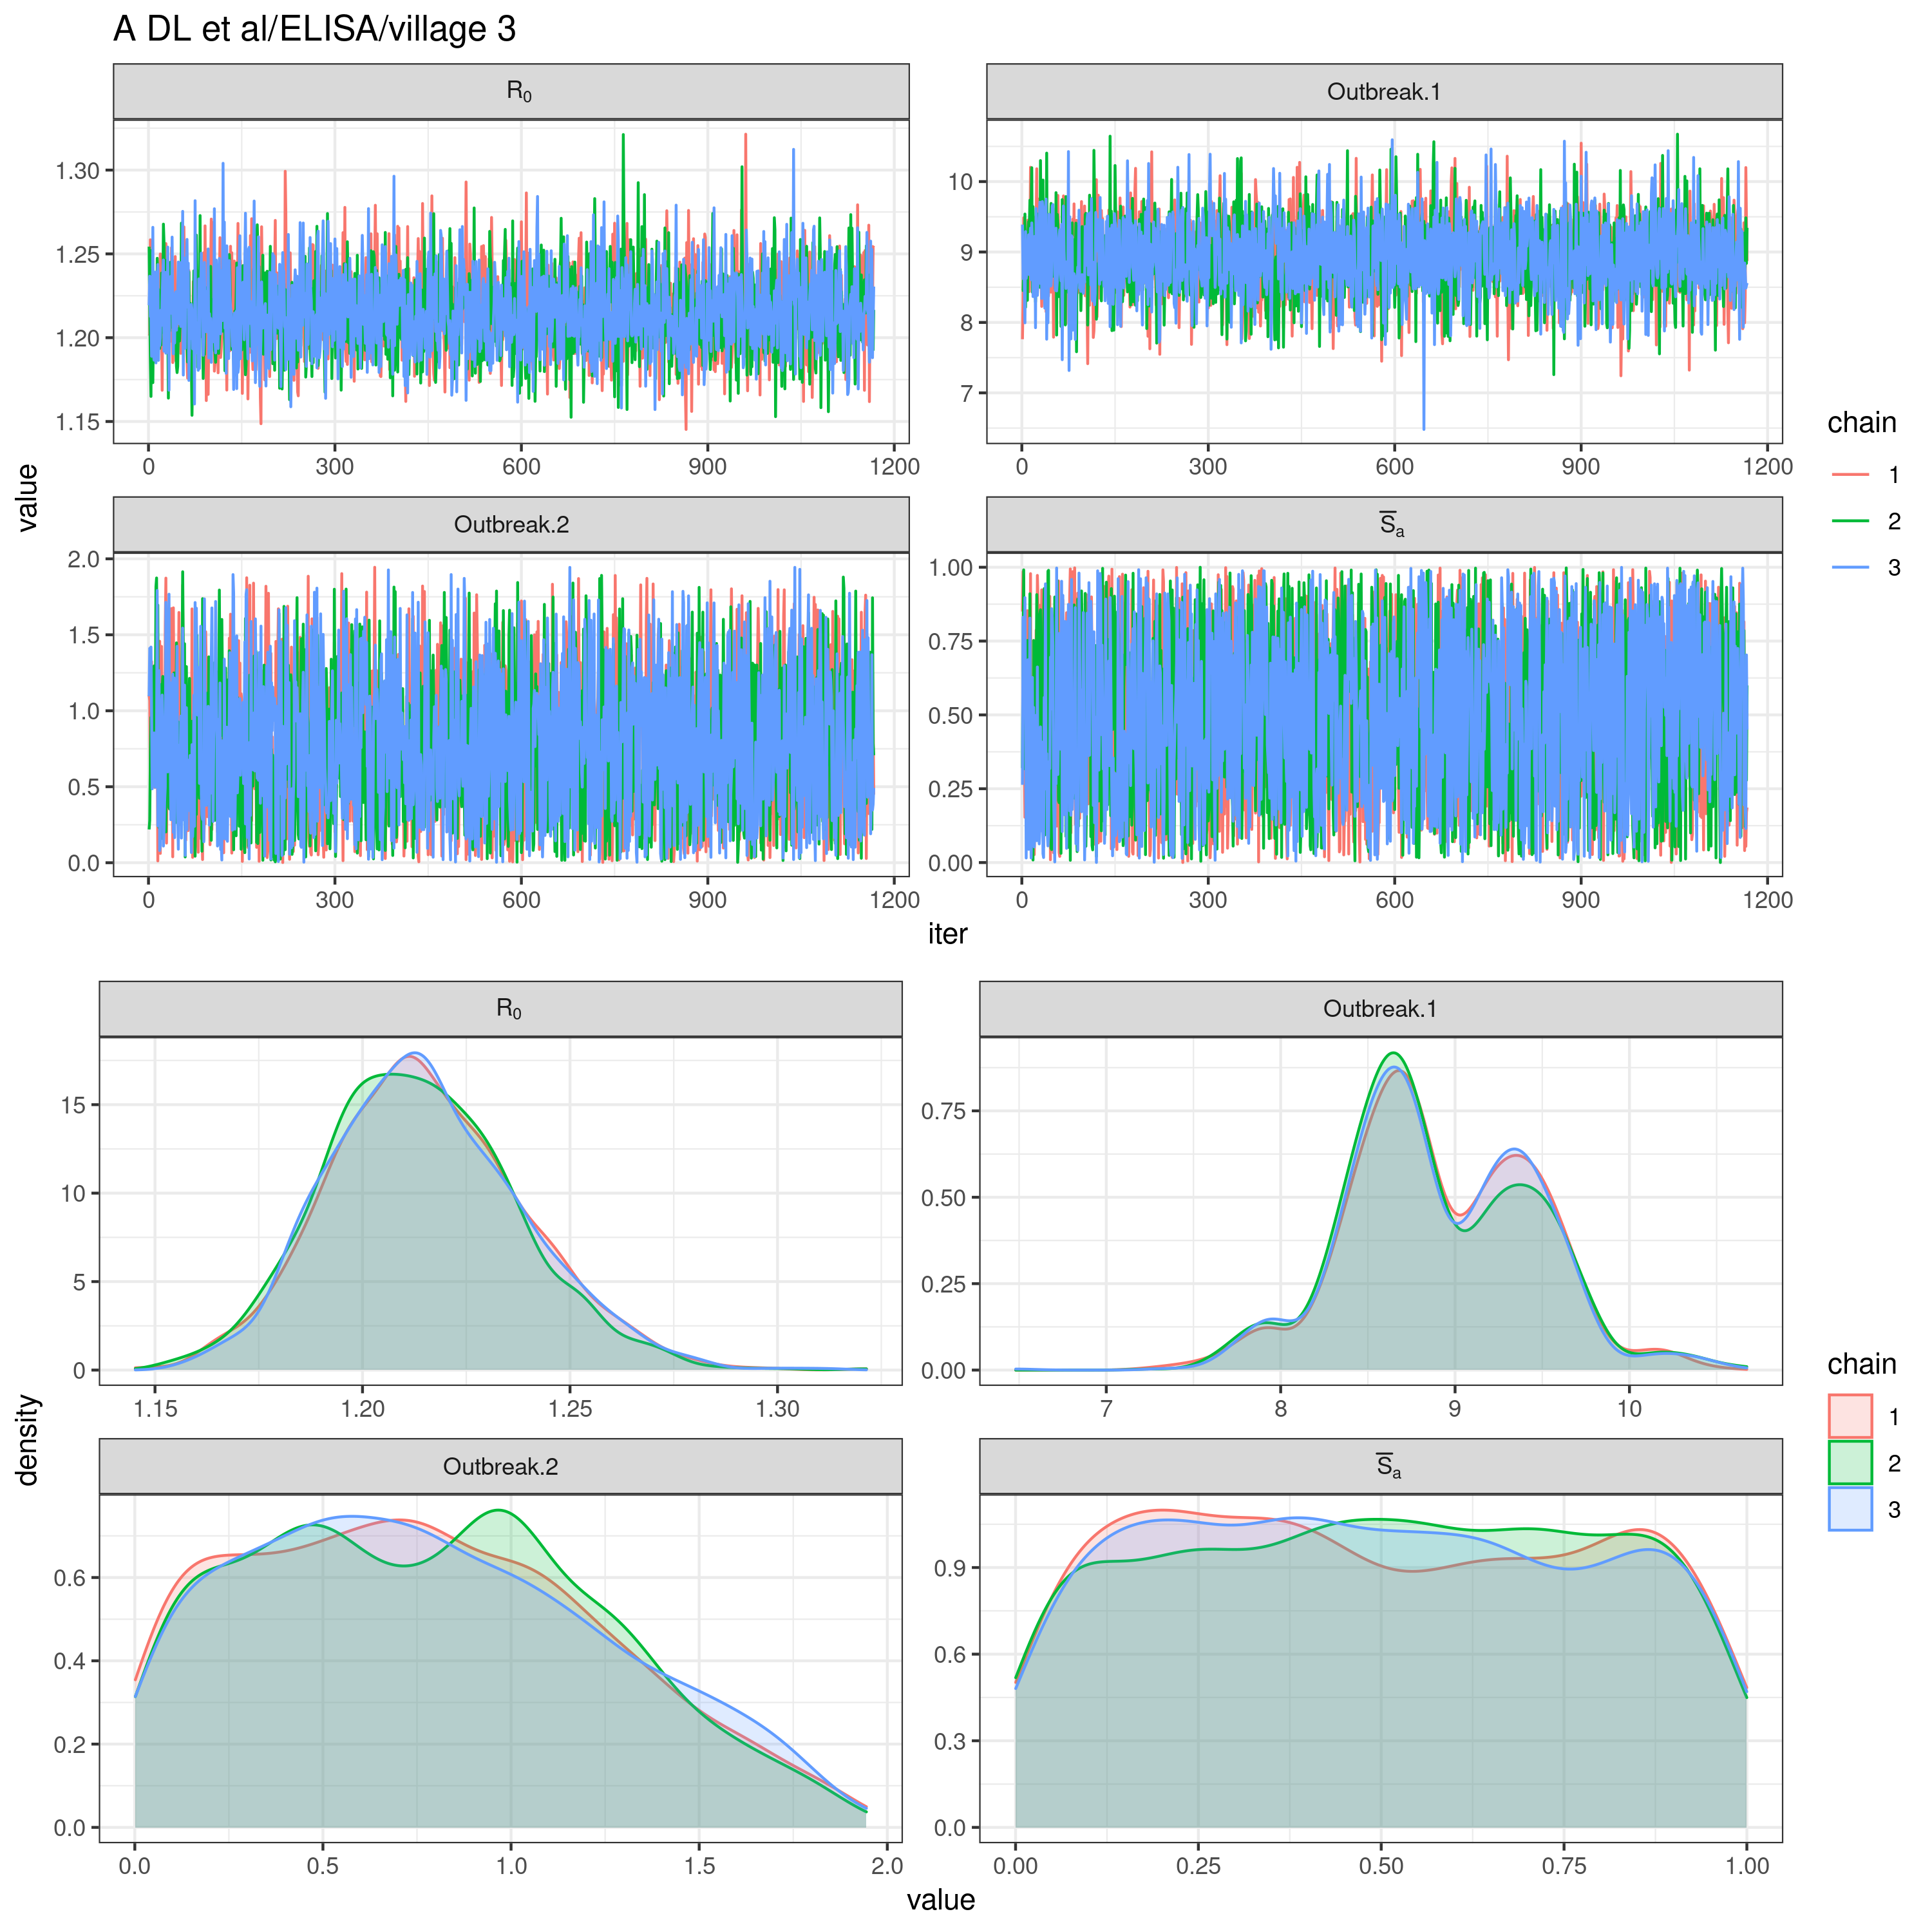 A DL et al/ELISA/village 3
R₀
Outbreak.1
1.30
1.25
1.20
1.15
10
9
8
7
0 300 600 900 1200
0 300 600 900 1200
Outbreak.2
S̅ₐ
2.0
1.5
1.0
0.5
0.0
1.00
0.75
0.50
0.25
0.00
0 300 600 900 1200
0 300 600 900 1200
value
iter
chain
1
2
3
R₀
Outbreak.1
15
10
5
0
0.75
0.50
0.25
0.00
1.15 1.20 1.25 1.30
7 8 9 10
Outbreak.2
S̅ₐ
0.6
0.4
0.2
0.0
0.9
0.6
0.3
0.0
0.0 0.5 1.0 1.5 2.0
0.00 0.25 0.50 0.75 1.00
density
value
chain
1
2
3